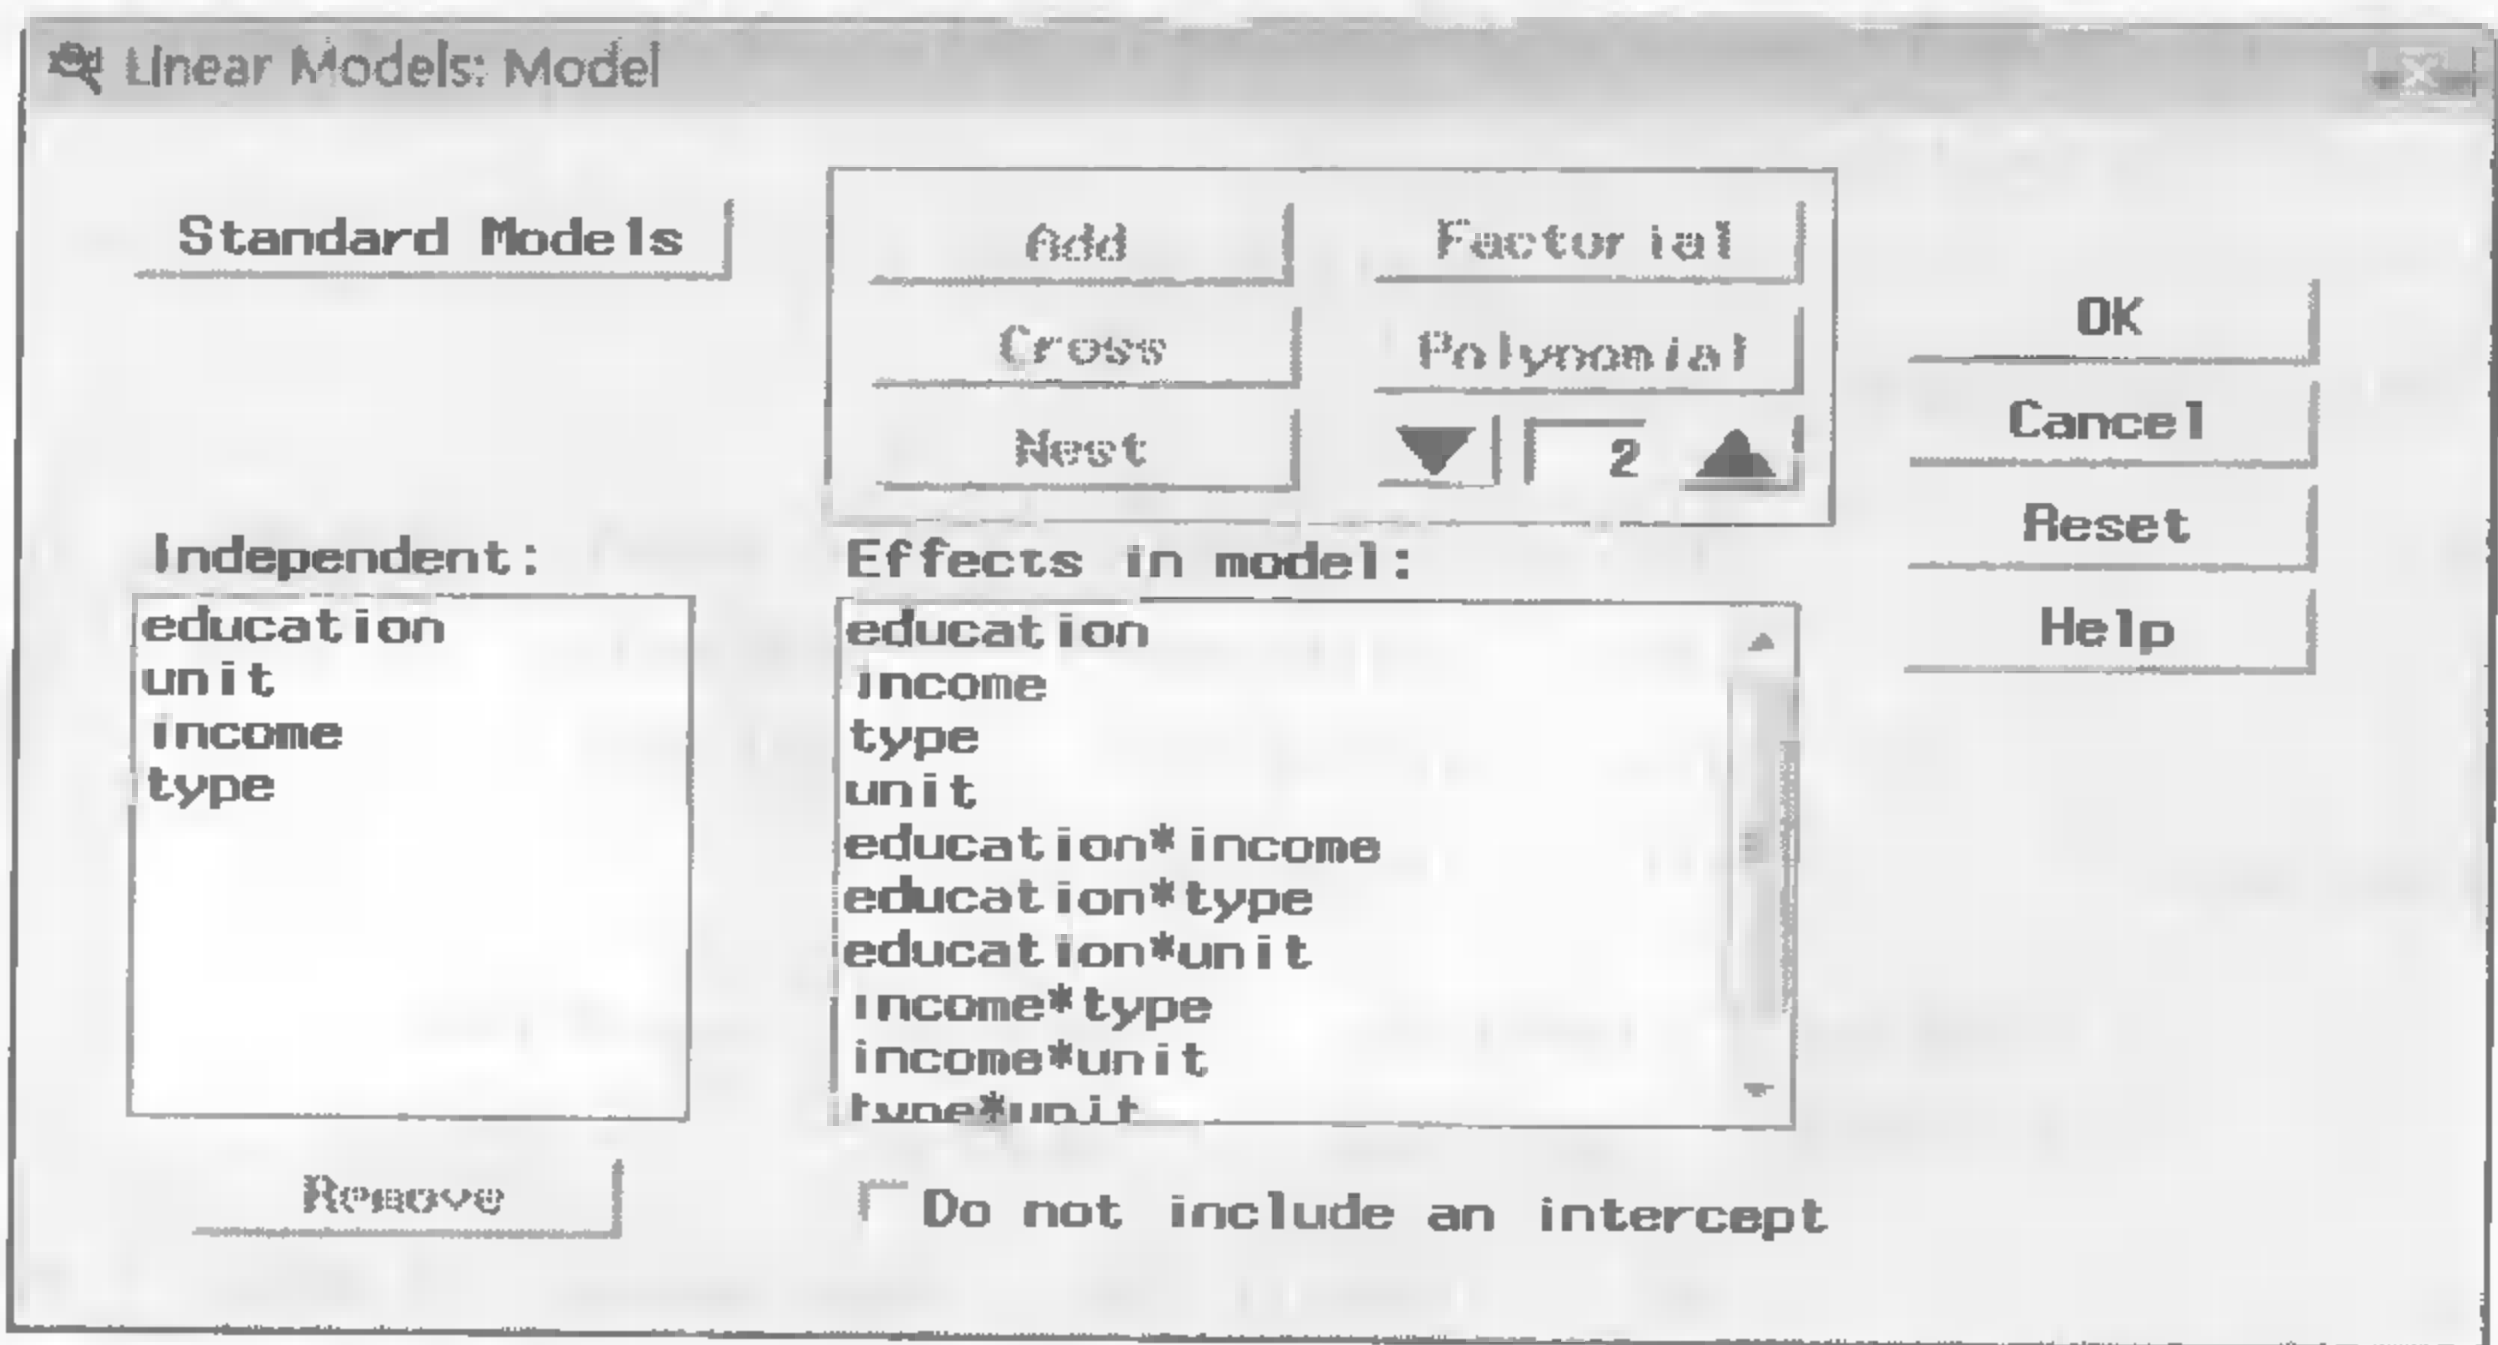 Linear Models: Model
Standard Models
Add
Factorial
Cross
Polynomial
Nest
2
OK
Cancel
Reset
Help
Independent:
education
unit
income
type
Effects in model:
education
income
type
unit
education*income
education*type
education*unit
income*type
income*unit
type*unit
Remove
Do not include an intercept